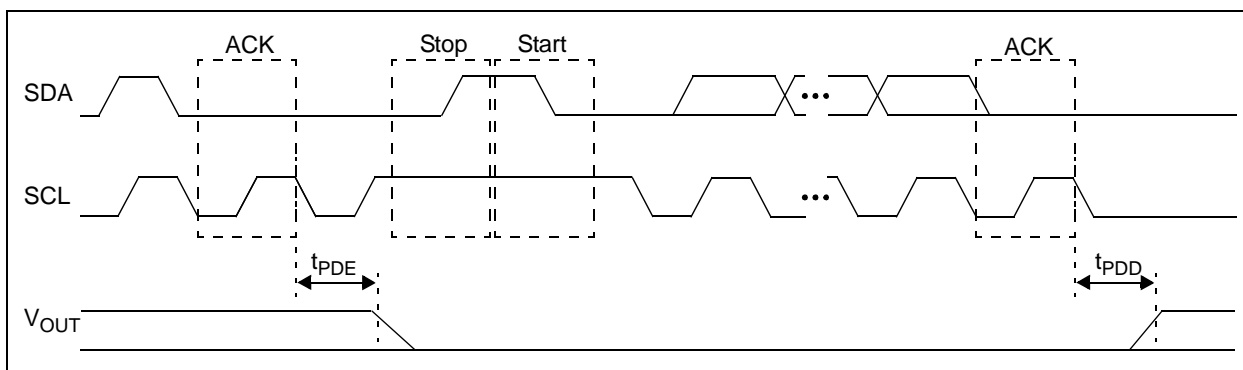 ACK
Stop
Start
ACK
SDA
...
SCL
...
tPDE
tPDD
VOUT